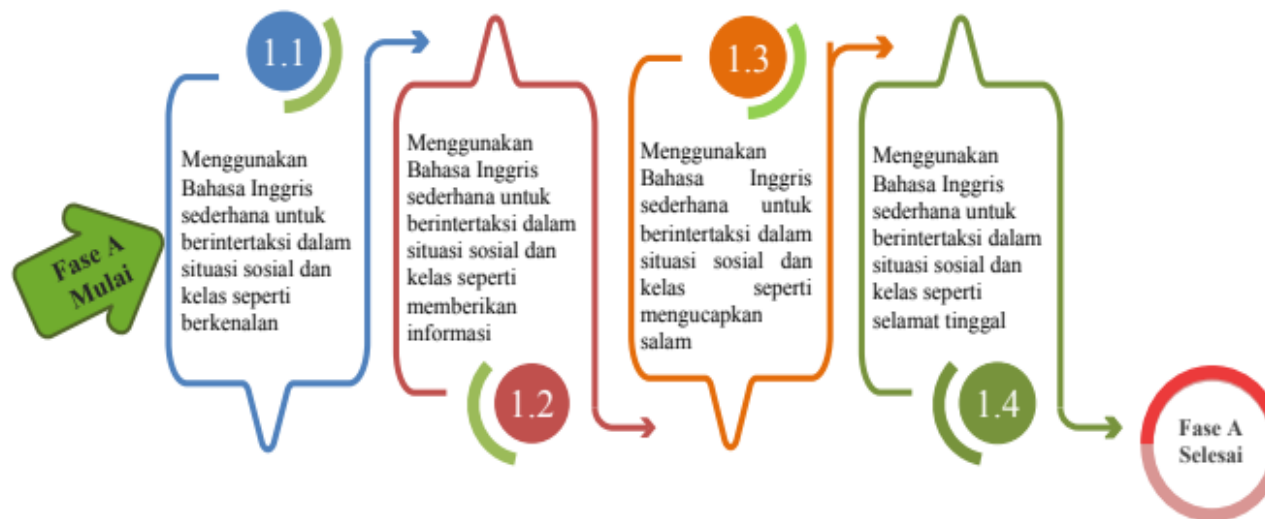 Fase A
Mulai
1.1
Menggunakan
Bahasa Inggris
sederhana untuk
berintertaksi dalam
situasi sosial dan
kelas seperti
berkenalan
Menggunakan
Bahasa Inggris
sederhana untuk
berintertaksi dalam
situasi sosial dan
kelas seperti
memberikan
informasi
1.2
1.3
Menggunakan
Bahasa Inggris
sederhana untuk
berintertaksi dalam
situasi sosial dan
kelas seperti
mengucapkan
salam
Menggunakan
Bahasa Inggris
sederhana untuk
berintertaksi dalam
situasi sosial dan
kelas seperti
selamat tinggal
1.4
Fase A
Selesai